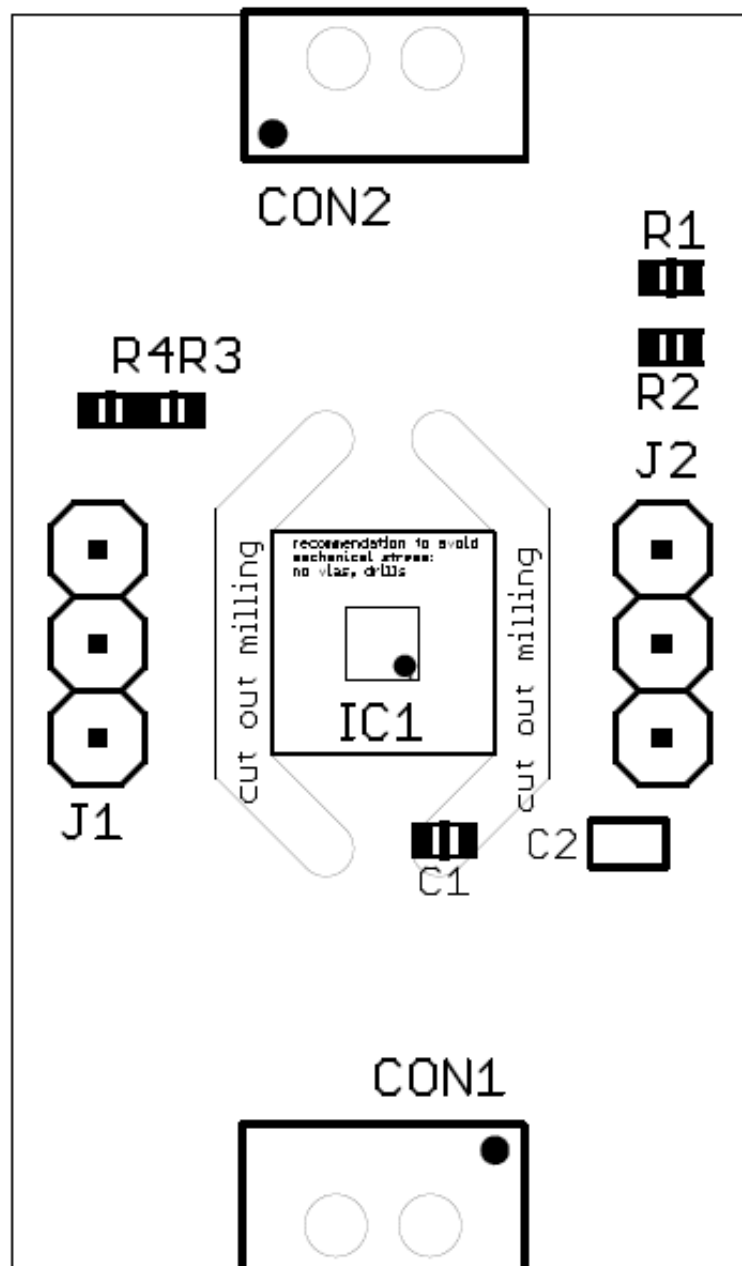 CON2
R1
R4R3
R2
J2
recommendation to avoid
mechanical stress:
no vias, drills
cut out milling
cut out milling
IC1
J1
C2
C1
CON1